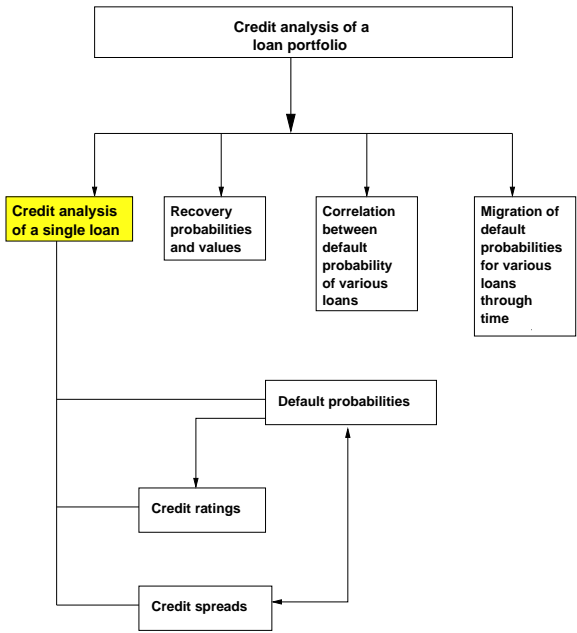 Credit analysis of a
loan portfolio
Credit analysis
of a single loan
Recovery
probabilities
and values
Correlation
between
default
probability
of various
loans
Migration of
default
probabilities
for various
loans
through
time
Default probabilities
Credit ratings
Credit spreads